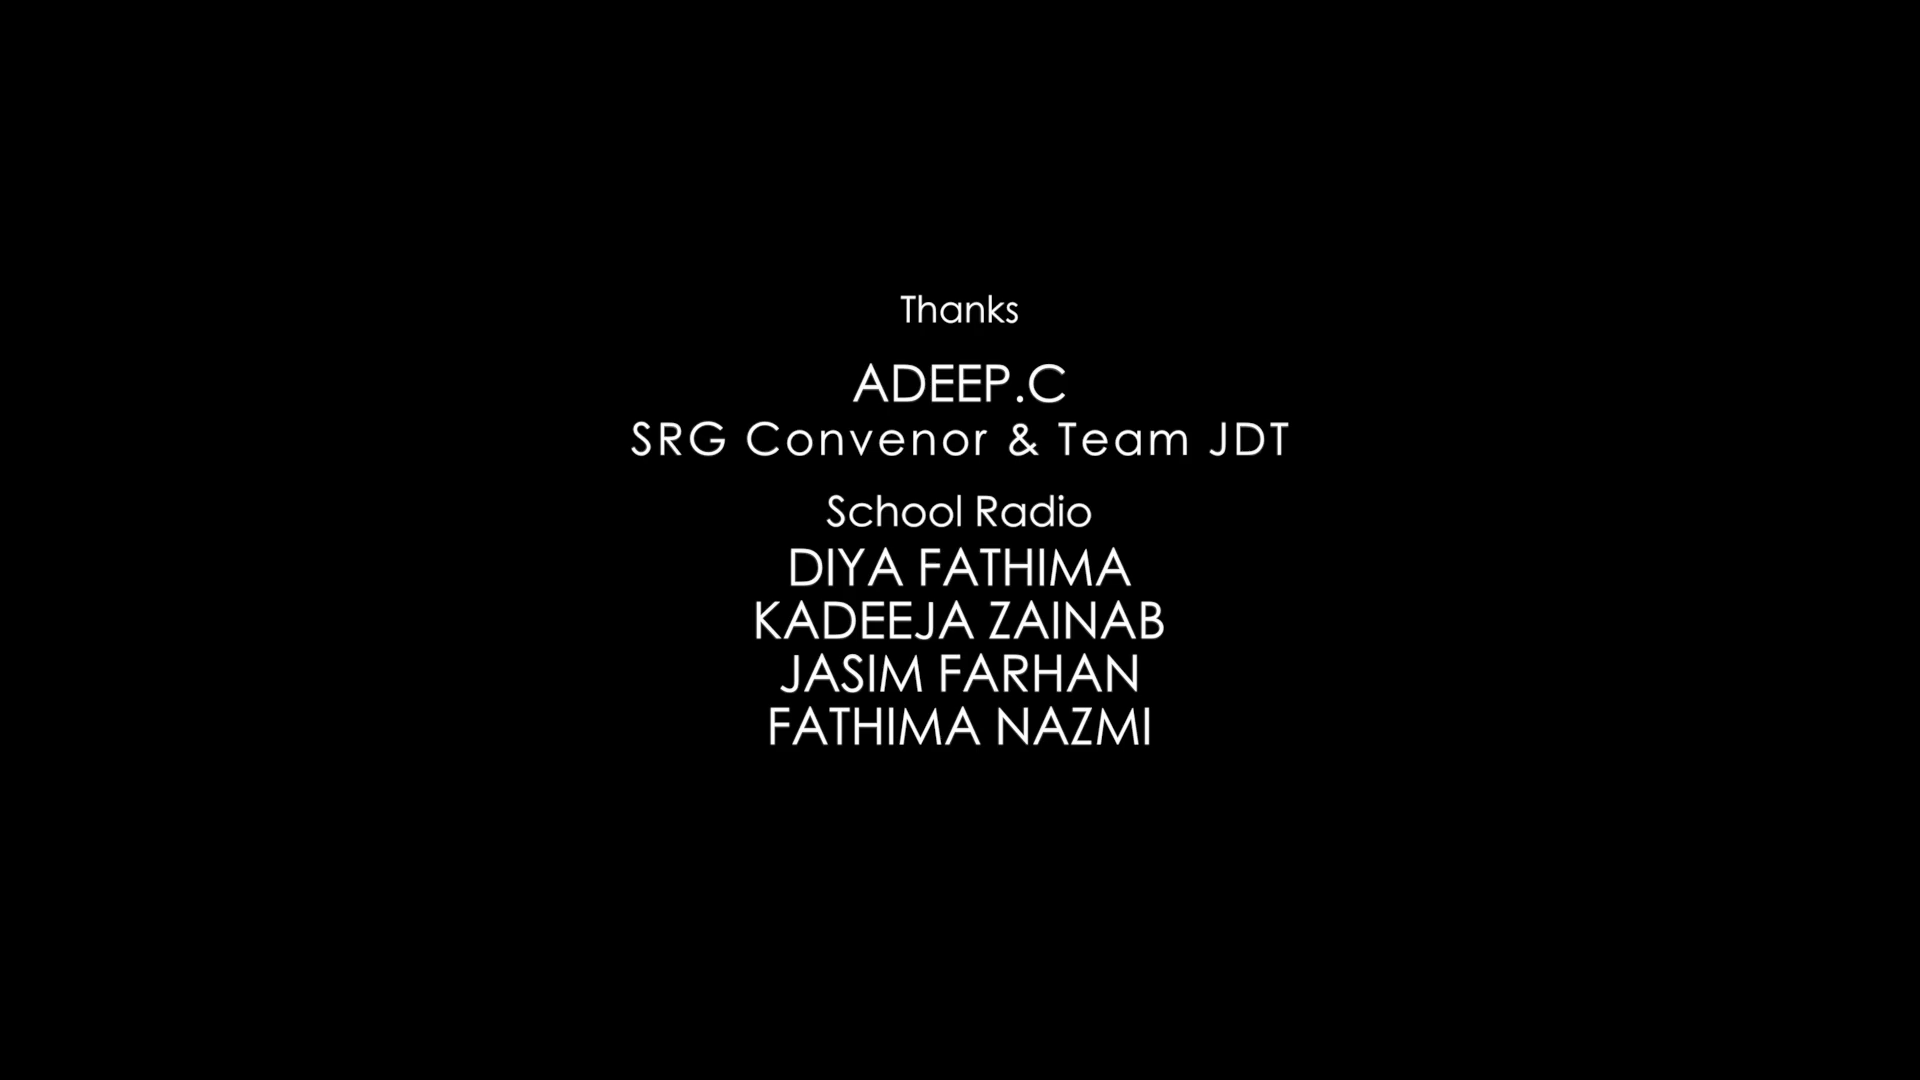 Thanks
ADEEP.C
SRG Convenor & Team JDT
School Radio
DIYA FATHIMA
KADEEJA ZAINAB
JASIM FARHAN
FATHIMA NAZMI